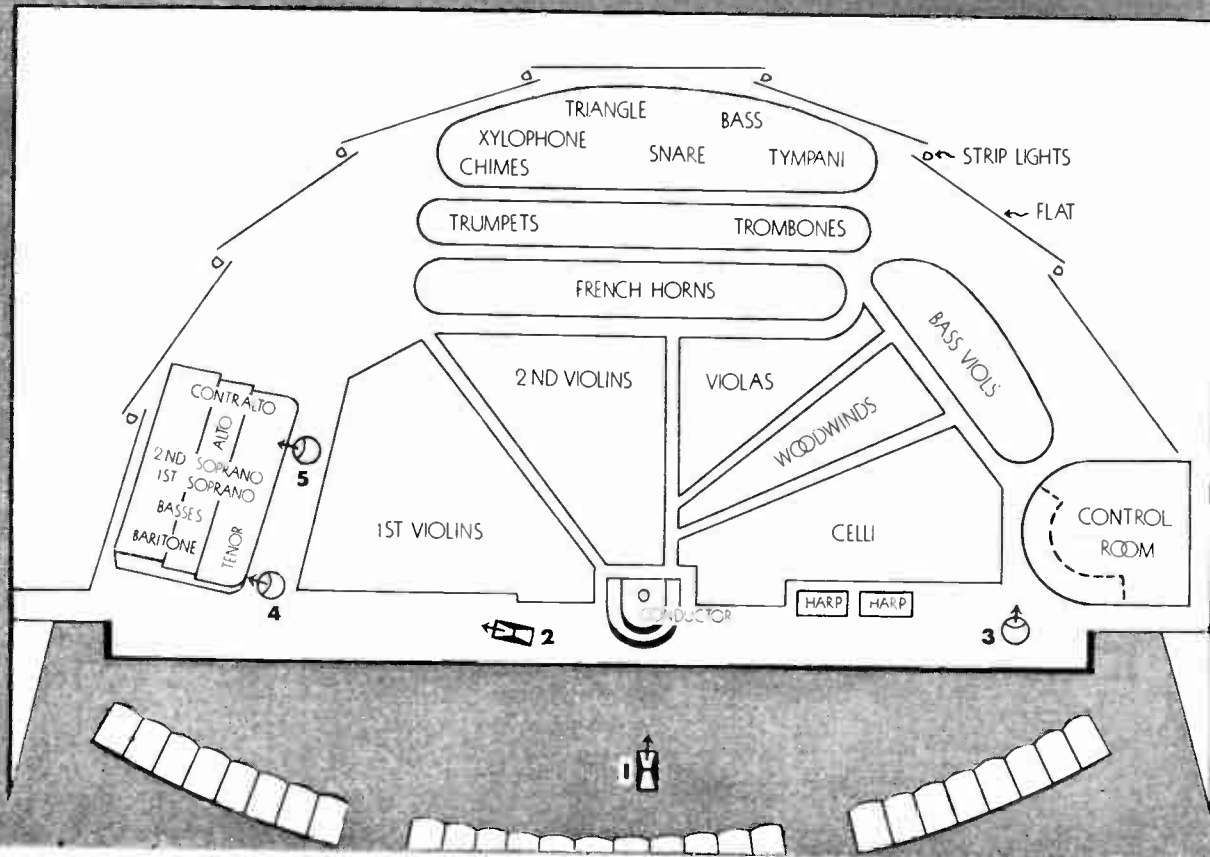 TRIANGLE
BASS
XYLOPHONE
SNARE
TYMPANI
CHIMES
STRIP LIGHTS
FLAT
TRUMPETS
TROMBONES
FRENCH HORNS
BASS VIOLS
2 ND VIOLINS
VIOLAS
WOODWINDS
CONTRALTO
ALTO
2ND SOPRANO
1ST SOPRANO
BASSES
BARITONE
TENOR
5
4
1ST VIOLINS
CELLI
CONTROL
ROOM
HARP
HARP
CONDUCTOR
2
3
1